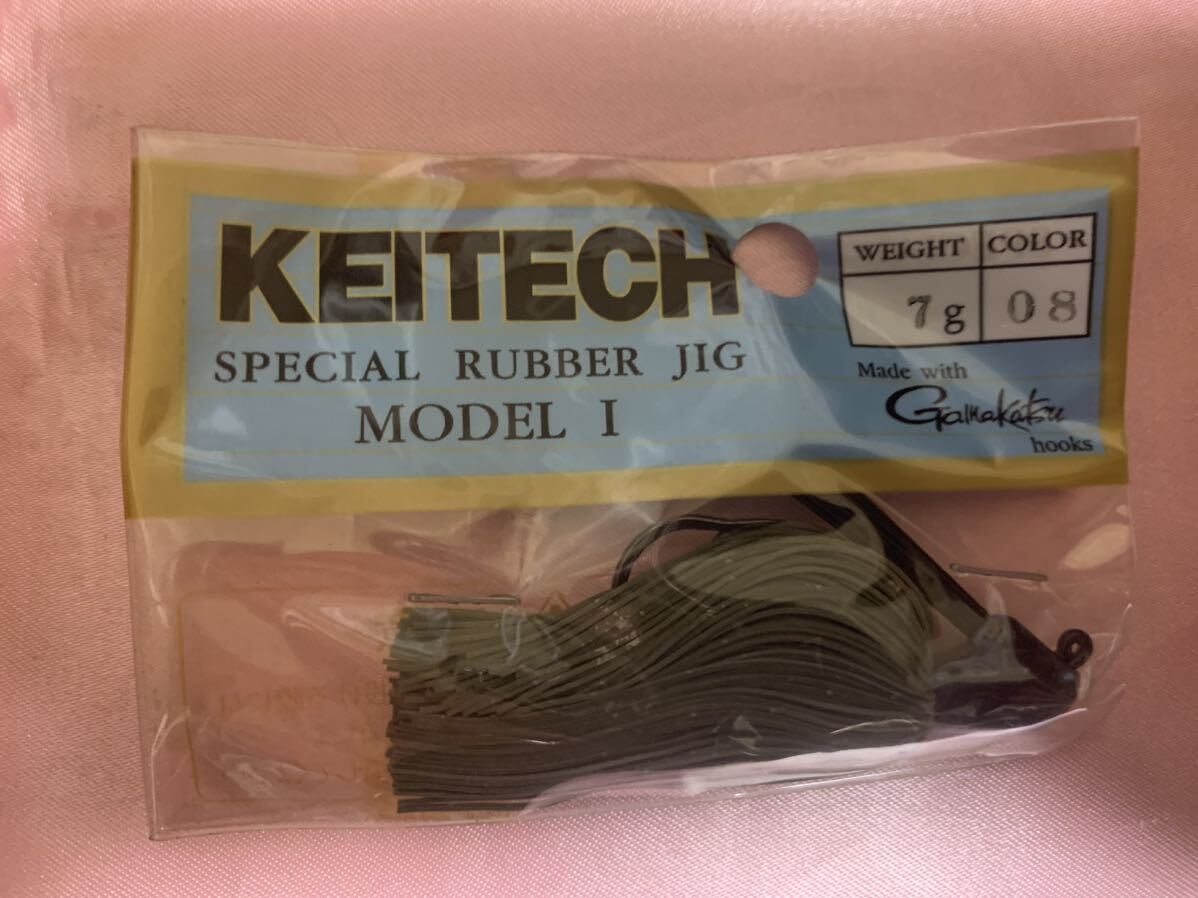 KEITECH
SPECIAL RUBBER JIG
MODEL I
WEIGHT COLOR
7g 08
Made with
Gamakatsu
hooks